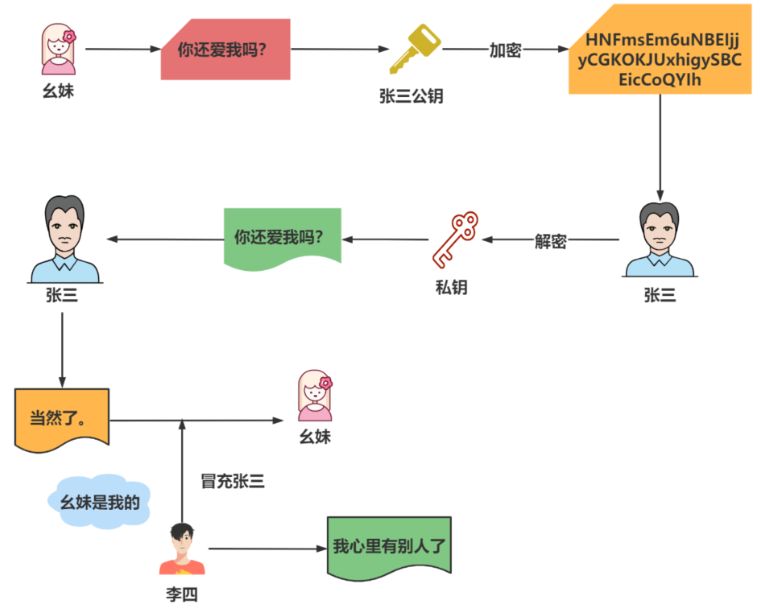 你还爱我吗?
幺妹
张三公钥
加密
HNFmsEm6uNBEIjj
yCGKOKJUxhigySBC
EicCoQYIh
张三
你还爱我吗?
私钥
解密
张三
当然了。
幺妹
冒充张三
幺妹是我的
李四
我心里有别人了